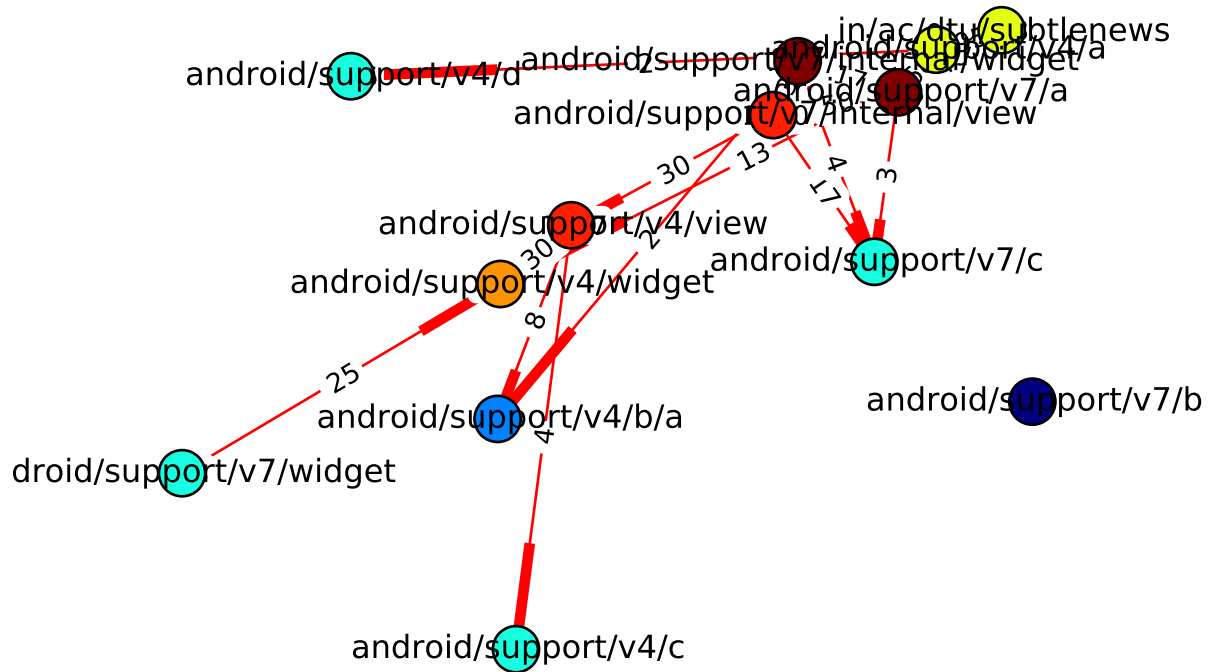 in/ac/dtu/subtlenews
android/support/v4/a
android/support/v7/internal/widget
2
android/support/v4/d
android/support/v7/a
android/support/v7/internal/view
13
30
4
3
17
android/support/v4/view
2
30
android/support/v7/c
android/support/v4/widget
8
25
android/support/v7/b
android/support/v4/b/a
4
droid/support/v7/widget
android/support/v4/c